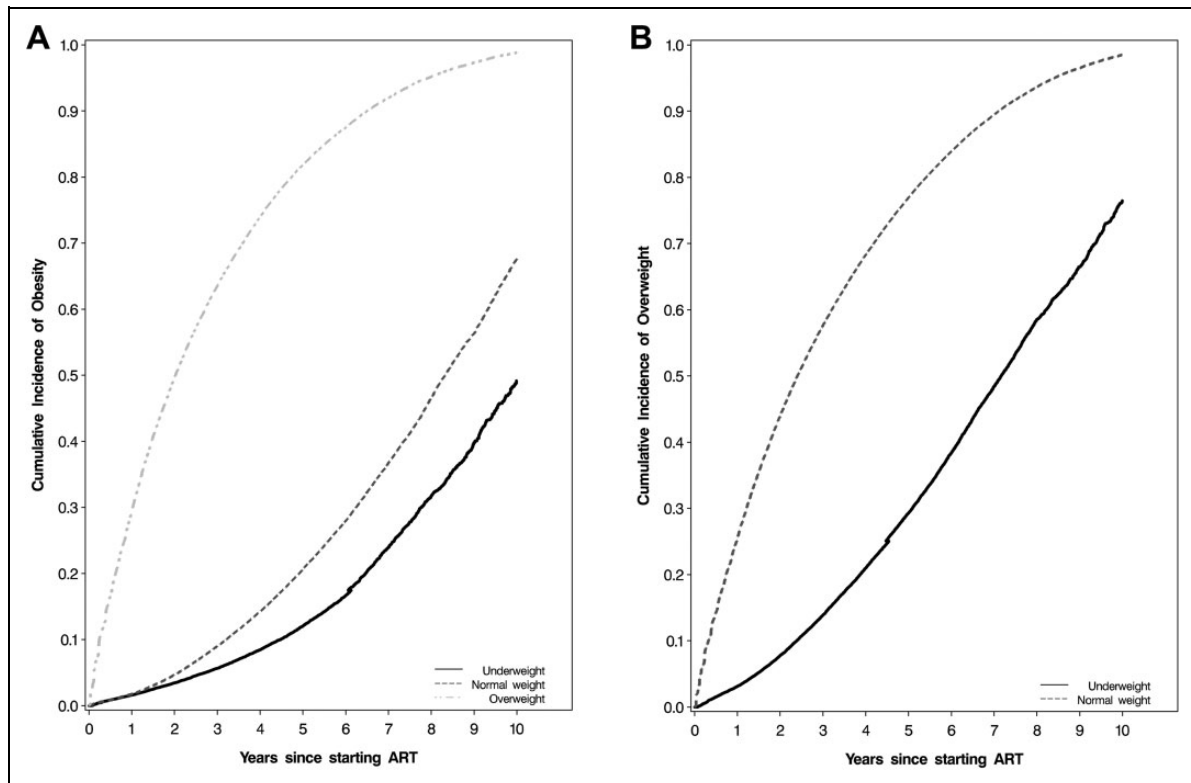 A
Cumulative Incidence of Obesity
1.0
0.9
0.8
0.7
0.6
0.5
0.4
0.3
0.2
0.1
0.0
0 1 2 3 4 5 6 7 8 9 10
Years since starting ART
Underweight
Normal weight
Overweight
B
Cumulative Incidence of Overweight
1.0
0.9
0.8
0.7
0.6
0.5
0.4
0.3
0.2
0.1
0.0
0 1 2 3 4 5 6 7 8 9 10
Years since starting ART
Underweight
Normal weight